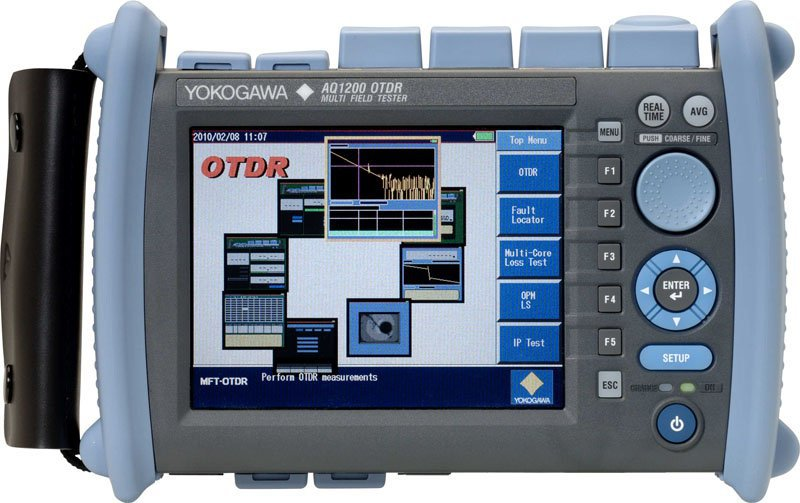 YOKOGAWA AQ1200 OTDR
MULTI FIELD TESTER
REAL
TIME
AVG
PUSH COARSE / FINE
2010/02/08 11:07
Top Menu
MENU
OTDR
OTDR
F1
Fault
Locator
F2
Multi-Core
Loss Test
F3
OPM
LS
F4
IP Test
F5
ENTER
SETUP
ESC
CHARGE
ON
MFT-OTDR
Perform OTDR measurements
YOKOGAWA